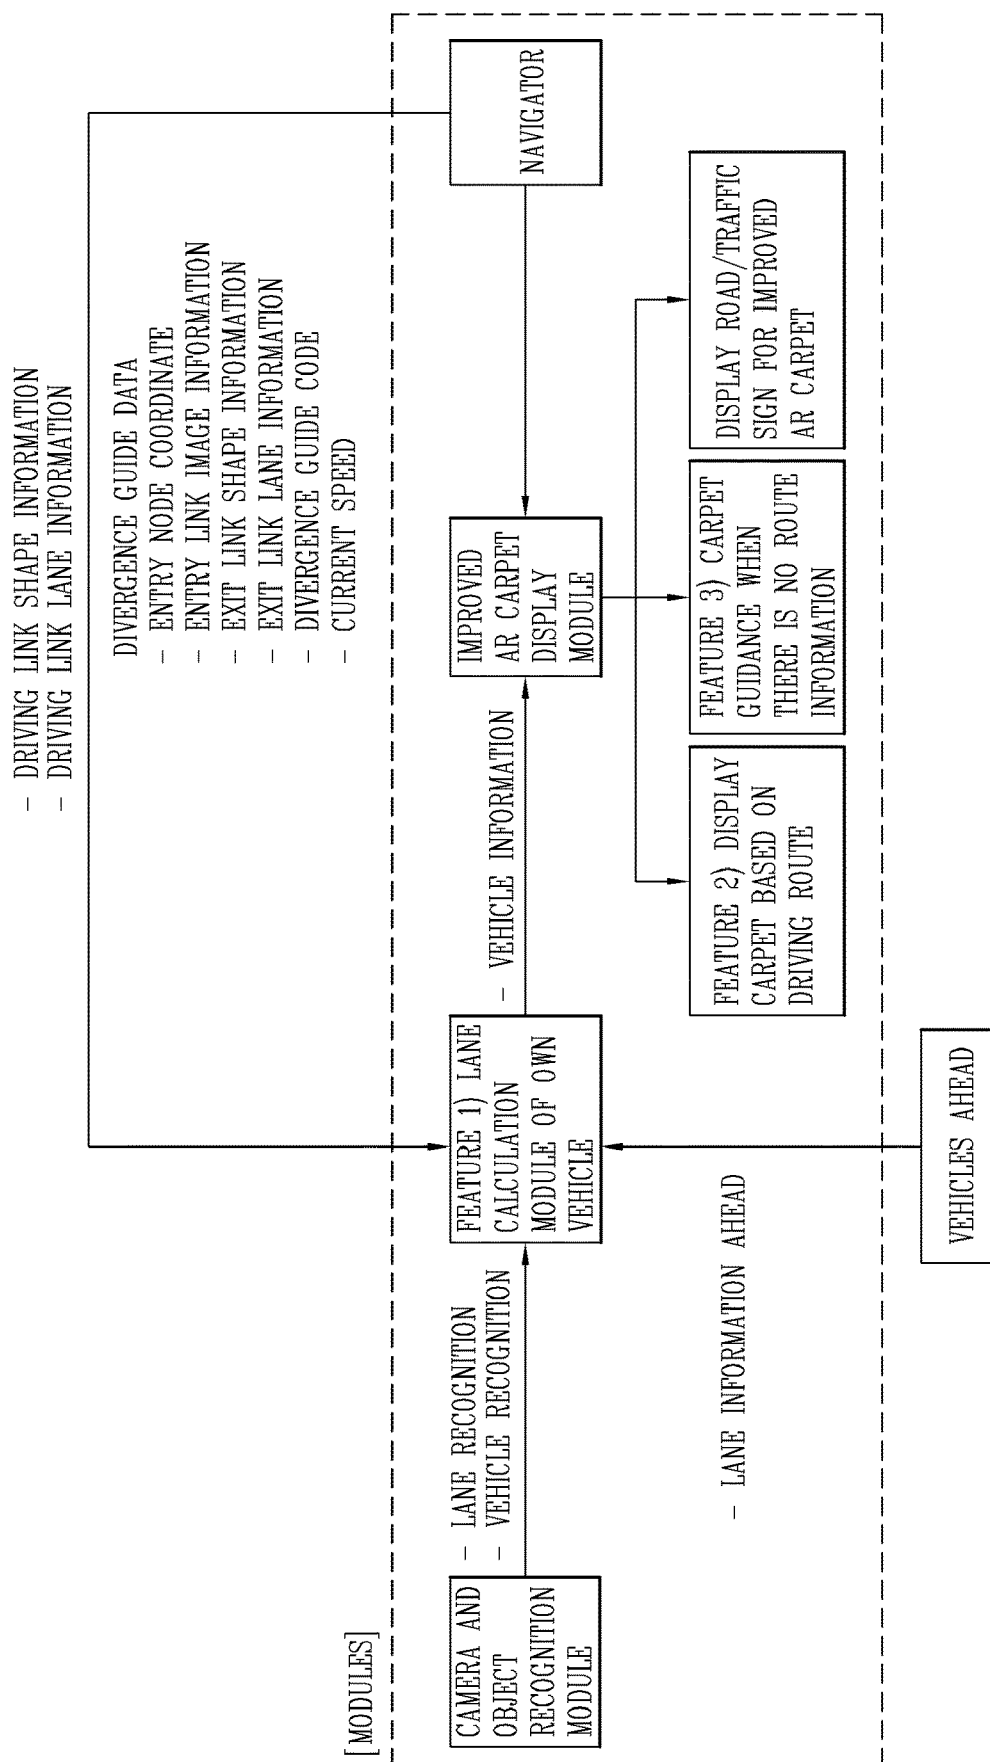 - DRIVING LINK SHAPE INFORMATION
- DRIVING LINK LANE INFORMATION
DIVERGENCE GUIDE DATA
- ENTRY NODE COORDINATE
- ENTRY LINK IMAGE INFORMATION
- EXIT LINK SHAPE INFORMATION
- EXIT LINK LANE INFORMATION
- DIVERGENCE GUIDE CODE
- CURRENT SPEED
[MODULES]
CAMERA AND
OBJECT
RECOGNITION
MODULE
- LANE RECOGNITION
- VEHICLE RECOGNITION
FEATURE 1) LANE
CALCULATION
MODULE OF OWN
VEHICLE
- VEHICLE INFORMATION
IMPROVED
AR CARPET
DISPLAY
MODULE
NAVIGATOR
- LANE INFORMATION AHEAD
FEATURE 2) DISPLAY
CARPET BASED ON
DRIVING ROUTE
FEATURE 3) CARPET
GUIDANCE WHEN
THERE IS NO ROUTE
INFORMATION
DISPLAY ROAD/TRAFFIC
SIGN FOR IMPROVED
AR CARPET
VEHICLES AHEAD